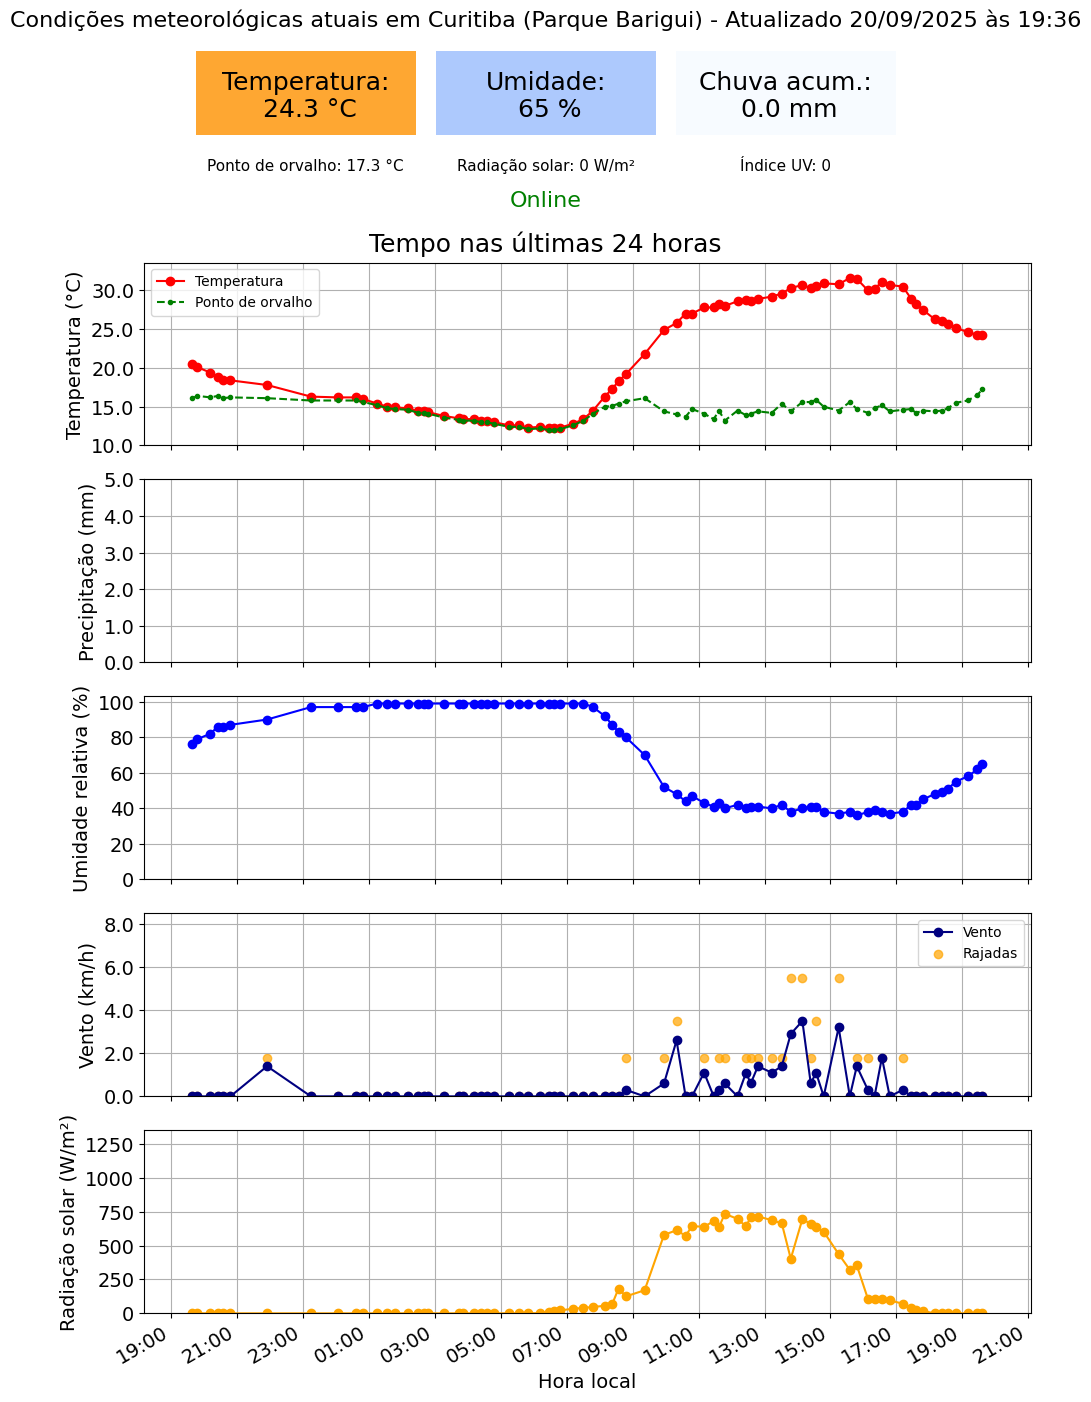 Condições meteorológicas atuais em Curitiba (Parque Barigui) - Atualizado 20/09/2025 às 19:36
Temperatura:
24.3 °C
Umidade:
65 %
Chuva acum.:
0.0 mm
Ponto de orvalho: 17.3 °C
Radiação solar: 0 W/m²
Índice UV: 0
Online
Tempo nas últimas 24 horas
Temperatura (°C)
30.0
25.0
20.0
15.0
10.0
Temperatura
Ponto de orvalho
Precipitação (mm)
5.0
4.0
3.0
2.0
1.0
0.0
Umidade relativa (%)
100
80
60
40
20
0
Vento (km/h)
8.0
6.0
4.0
2.0
0.0
Vento
Rajadas
Radiação solar (W/m²)
1250
1000
750
500
250
0
19:00
21:00
23:00
01:00
03:00
05:00
07:00
09:00
11:00
13:00
15:00
17:00
19:00
21:00
Hora local